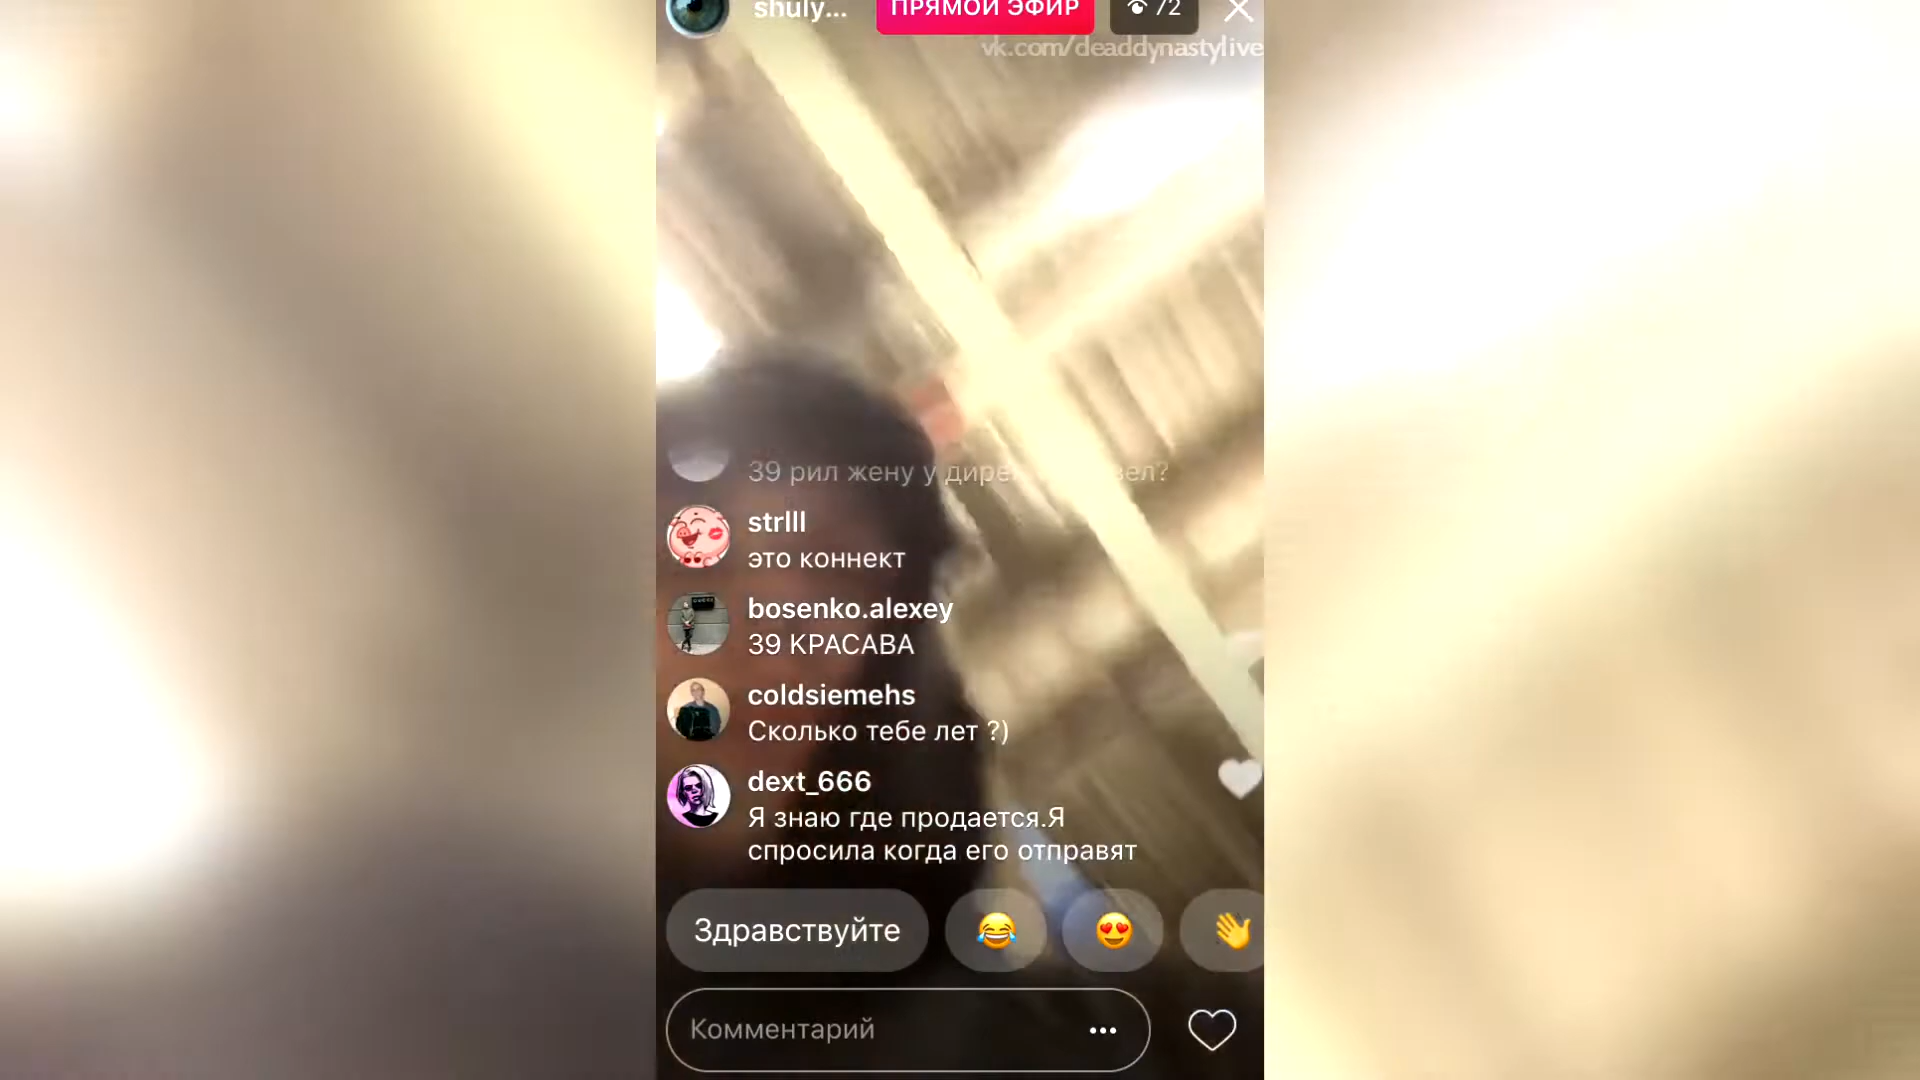 shuly...
ПРЯМОЙ ЭФИР
72
vk.com/deaddynastylive
39 рил жену у
strlll
это коннект
bosenko.alexey
39 КРАСАВА
coldsiemehs
Сколько тебе лет ?)
dext_666
Я знаю где продается.Я
спросила когда его отправят
Здравствуйте
Комментарий